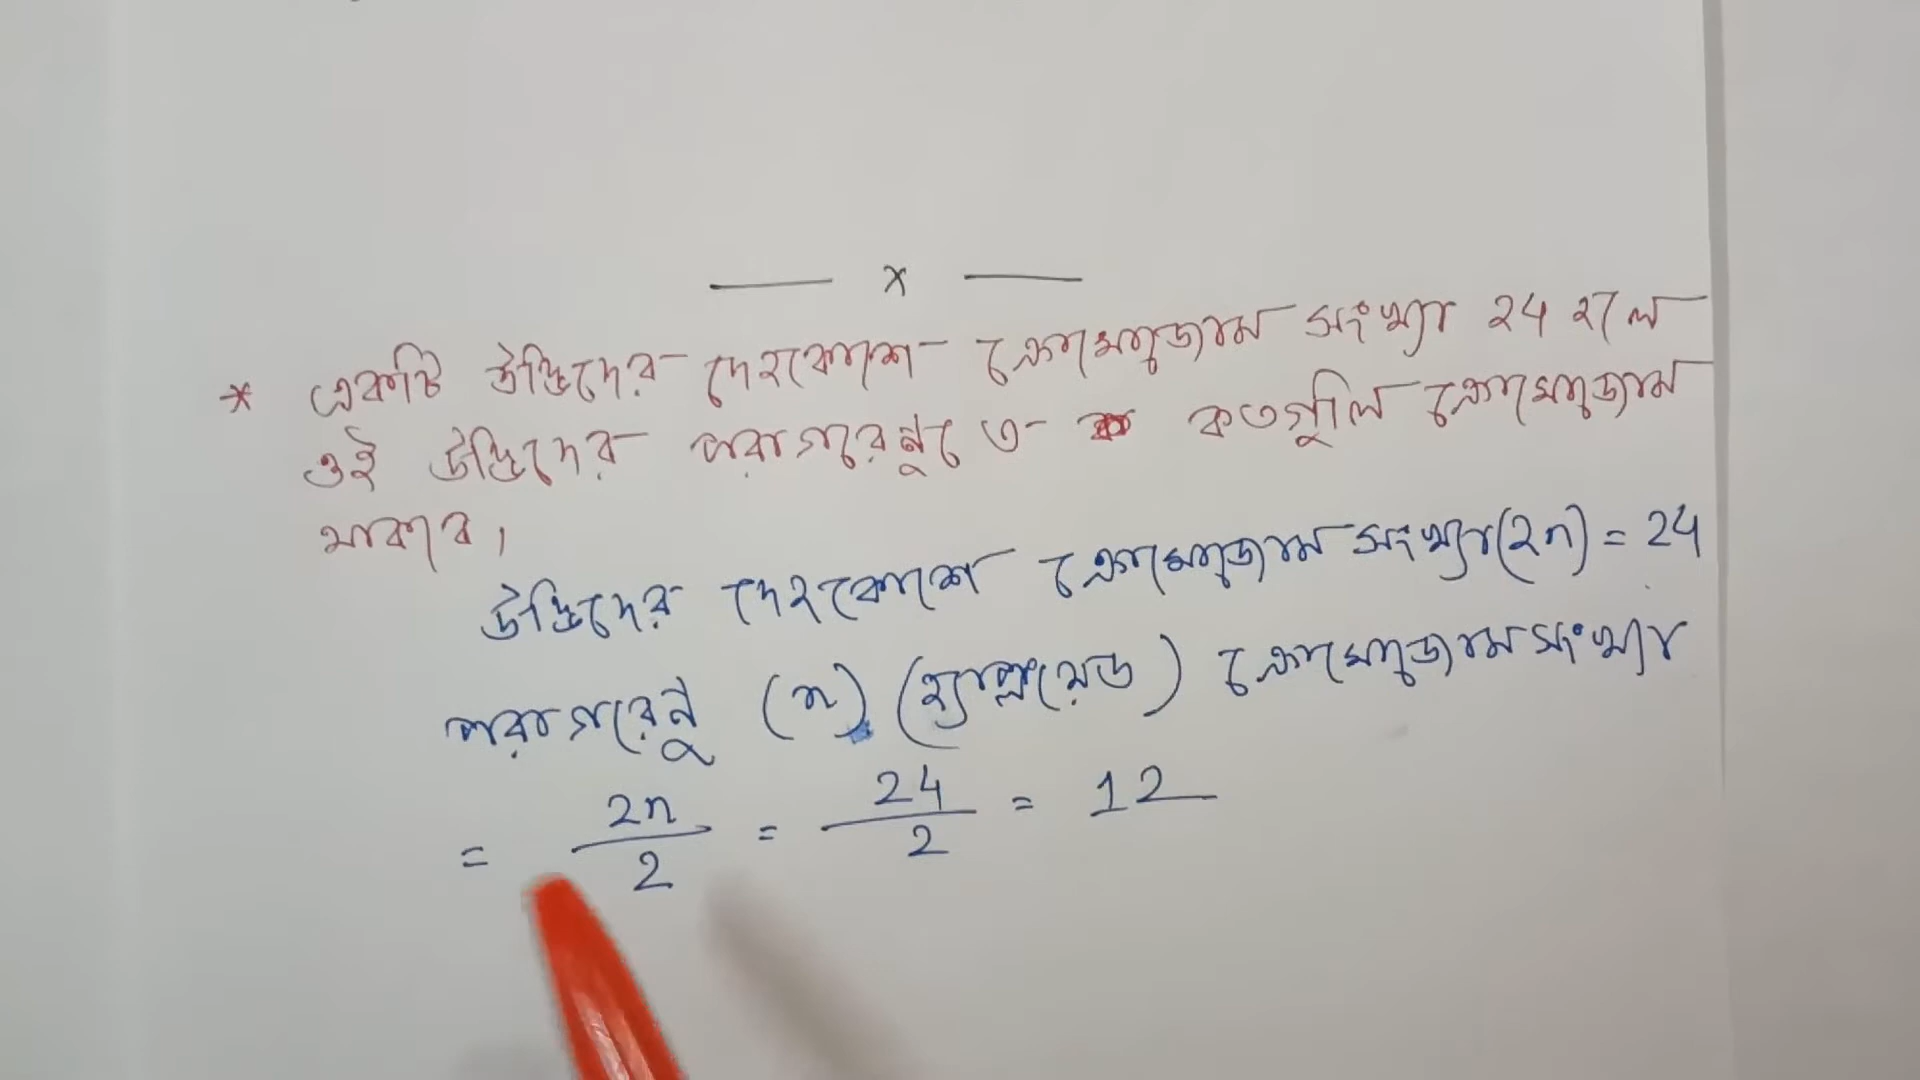 x
* একটি উদ্ভিদের দেহকোশে ক্রোমোজোম সংখ্যা 24 হলে
ওই উদ্ভিদের পরাগরেনুতে কতগুলি ক্রোমোজোম
থাকবে।
উদ্ভিদের দেহকোশে ক্রোমোজোম সংখ্যা (2n) = 24
পরাগরেনু (n) (হ্যাপ্লয়েড) ক্রোমোজোম সংখ্যা
= 2n/2 = 24/2 = 12